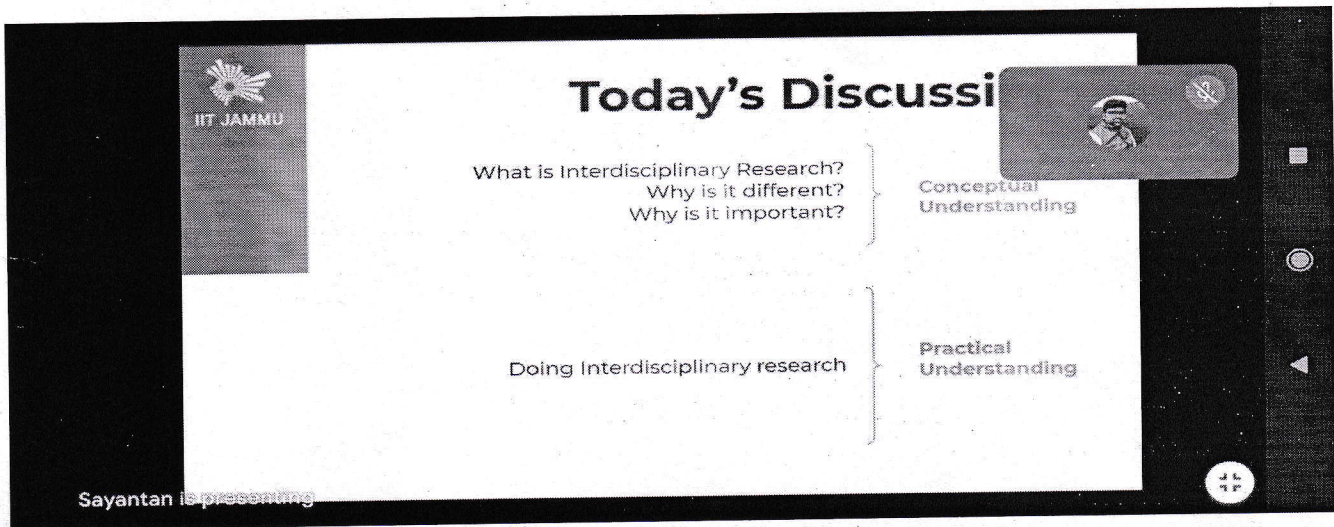 IIT JAMMU
Today's Discussi
What is Interdisciplinary Research?
Why is it different?
Why is it important?
Conceptual
Understanding
Doing Interdisciplinary research
Practical
Understanding
Sayantan is presenting